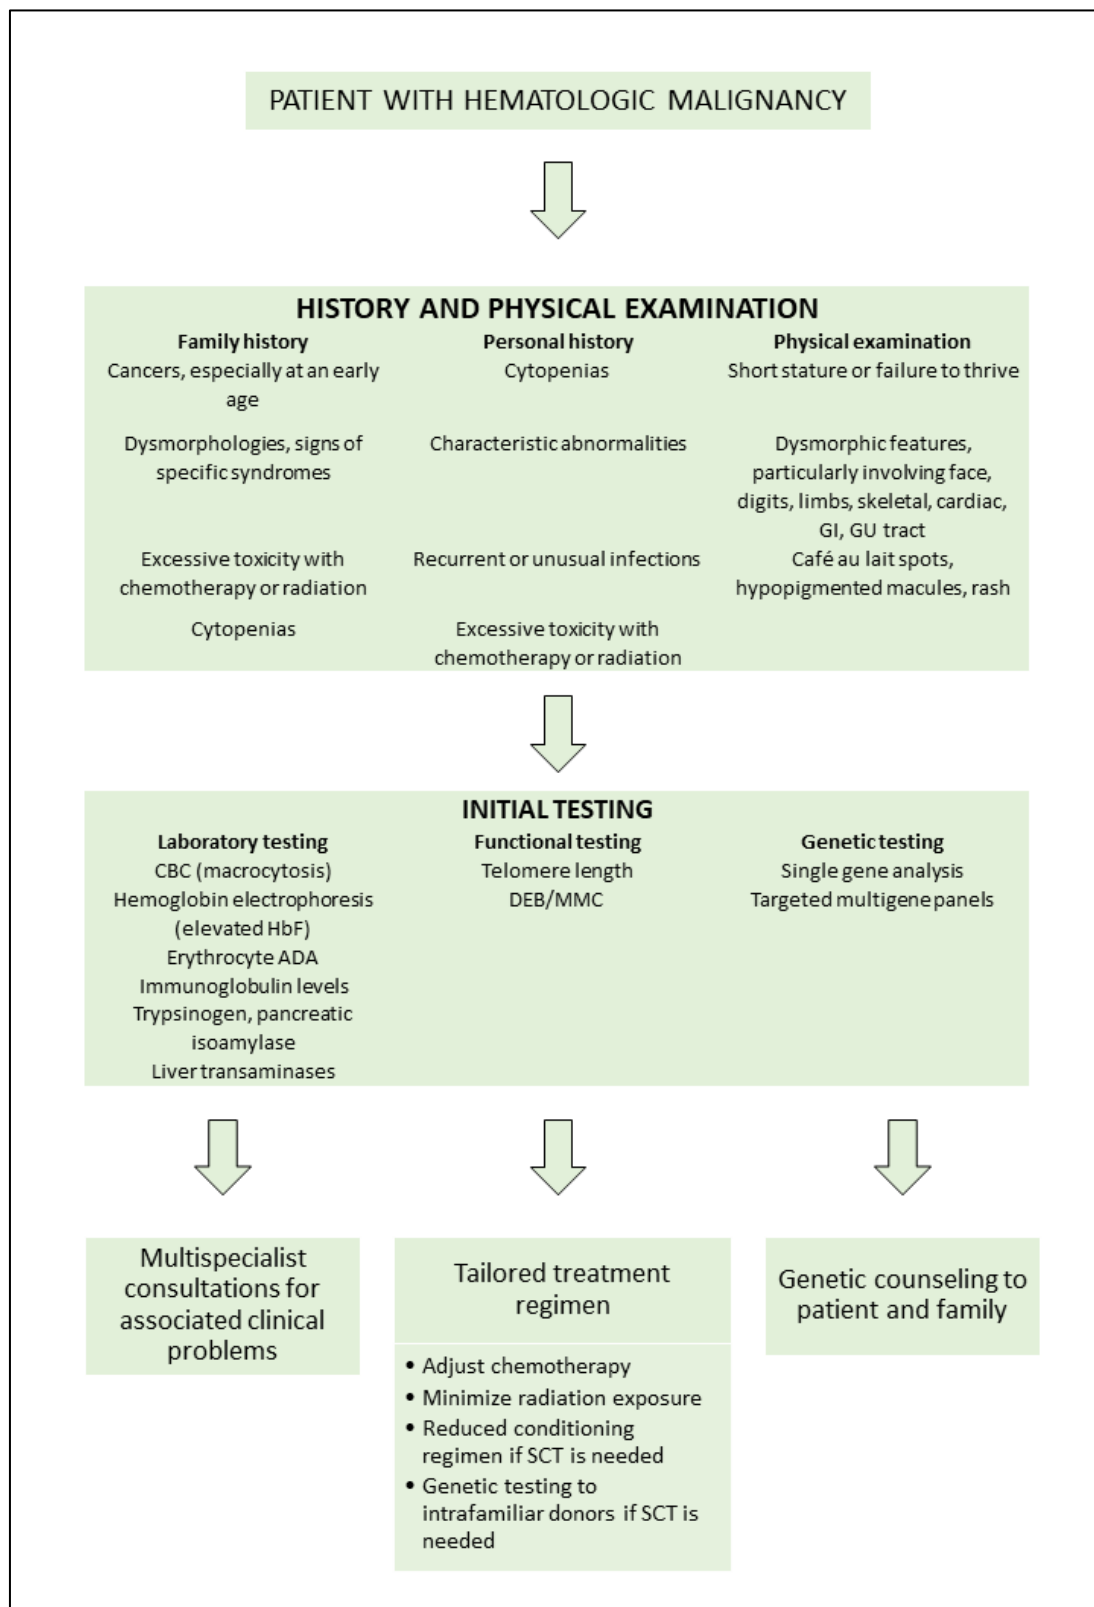 PATIENT WITH HEMATOLOGIC MALIGNANCY
HISTORY AND PHYSICAL EXAMINATION
Family history
Cancers, especially at an early
age
Dysmorphologies, signs of
specific syndromes
Excessive toxicity with
chemotherapy or radiation
Cytopenias
Personal history
Cytopenias
Characteristic abnormalities
Recurrent or unusual infections
Excessive toxicity with
chemotherapy or radiation
Physical examination
Short stature or failure to thrive
Dysmorphic features,
particularly involving face,
digits, limbs, skeletal, cardiac,
GI, GU tract
Café au lait spots,
hypopigmented macules, rash
INITIAL TESTING
Laboratory testing
CBC (macrocytosis)
Hemoglobin electrophoresis
(elevated HbF)
Erythrocyte ADA
Immunoglobulin levels
Trypsinogen, pancreatic
isoamylase
Liver transaminases
Functional testing
Telomere length
DEB/MMC
Genetic testing
Single gene analysis
Targeted multigene panels
Multispecialist
consultations for
associated clinical
problems
Tailored treatment
regimen
• Adjust chemotherapy
• Minimize radiation exposure
• Reduced conditioning
regimen if SCT is needed
• Genetic testing to
intrafamiliar donors if SCT is
needed
Genetic counseling to
patient and family